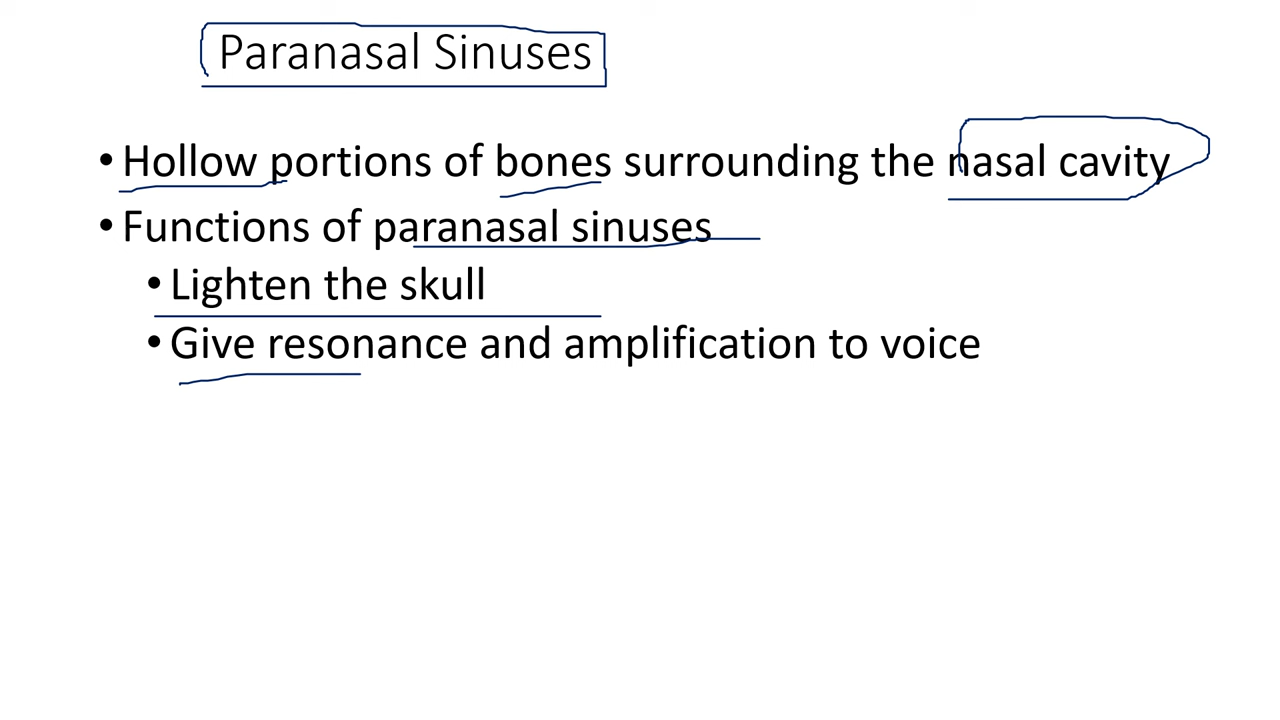 Paranasal Sinuses
• Hollow portions of bones surrounding the nasal cavity
• Functions of paranasal sinuses
• Lighten the skull
• Give resonance and amplification to voice